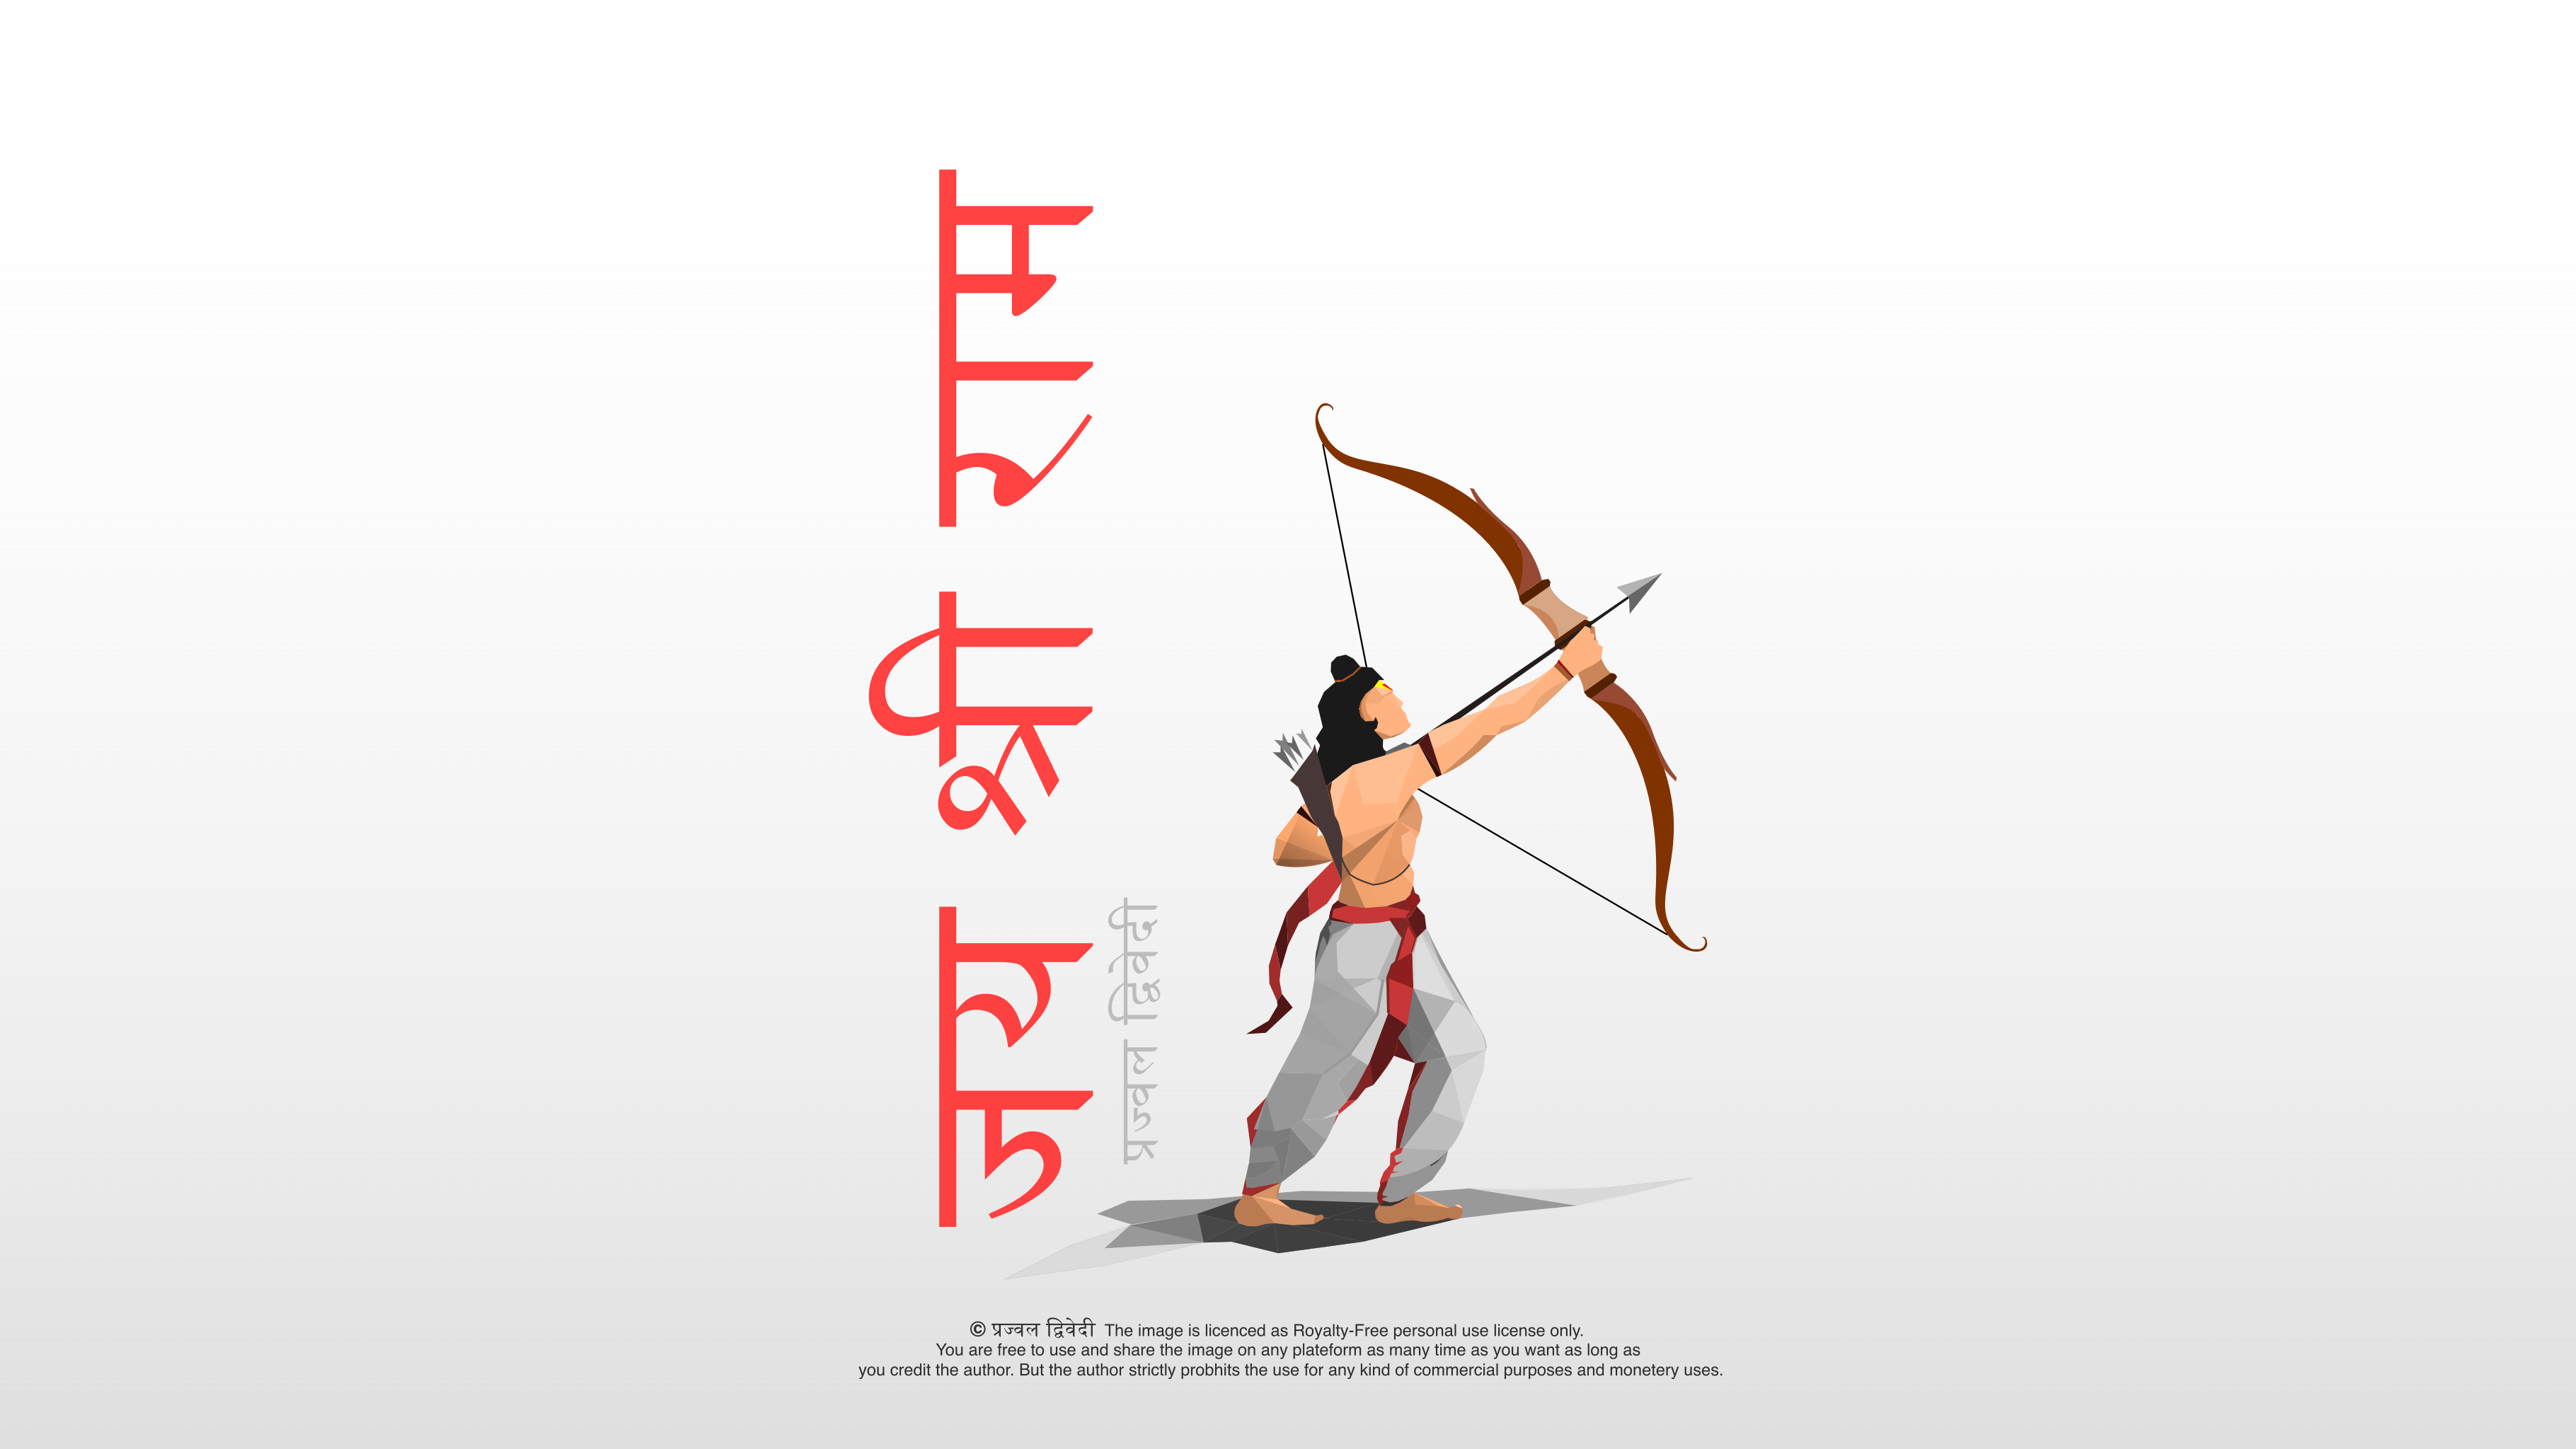 जय श्री राम
प्रज्वल द्विवेदी
© प्रज्वल द्विवेदी The image is licenced as Royalty-Free personal use license only.
You are free to use and share the image on any plateform as many time as you want as long as
you credit the author. But the author strictly probhits the use for any kind of commercial purposes and monetery uses.